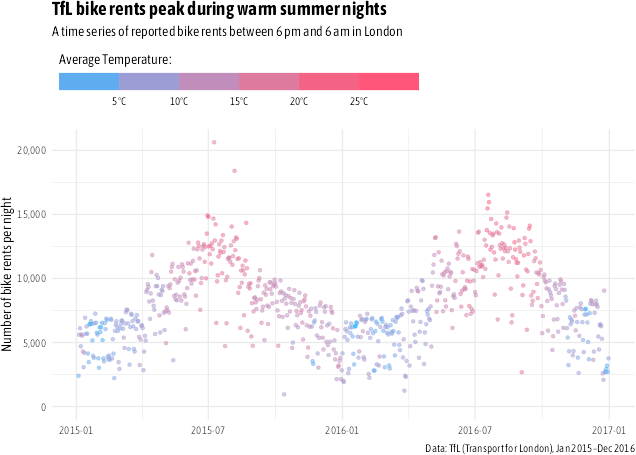 TfL bike rents peak during warm summer nights
A time series of reported bike rents between 6 pm and 6 am in London
Average Temperature:
5°C 10°C 15°C 20°C 25°C
Number of bike rents per night
20,000
15,000
10,000
5,000
0
2015-01 2015-07 2016-01 2016-07 2017-01
Data: TfL (Transport for London), Jan 2015–Dec 2016